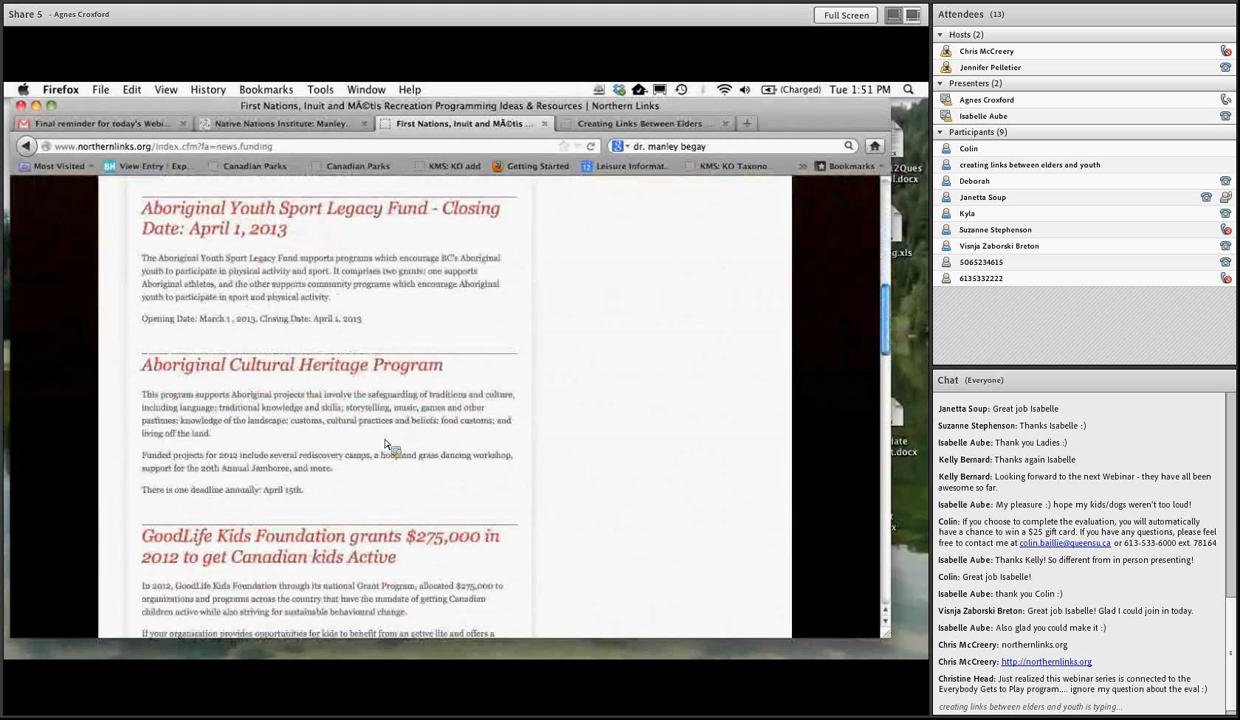 Share 5 - Agnes Croxford
Full Screen
Firefox File Edit View History Bookmarks Tools Window Help
(Charged) Tue 1:51 PM
First Nations, Inuit and MÃ©tis Recreation Programming Ideas & Resources | Northern Links
Final reminder for today's Webi...
Native Nations Institute: Manley...
First Nations, Inuit and MÃ©tis ...
Creating Links Between Elders ...
www.northernlinks.org/index.cfm?fa=news.funding
dr. manley begay
Most Visited
View Entry | Exp...
Canadian Parks
Canadian Parks
KMS: KO add
Getting Started
Leisure Informat...
KMS: KO Taxono...
Bookmarks
Aboriginal Youth Sport Legacy Fund - Closing
Date: April 1, 2013
The Aboriginal Youth Sport Legacy Fund supports programs which encourage BC's Aboriginal
youth to participate in physical activity and sport. It comprises two grants: one supports
Aboriginal athletes, and the other supports community programs which encourage Aboriginal
youth to participate in sport and physical activity.
Opening Date: March 1, 2013, Closing Date: April 1, 2013
Aboriginal Cultural Heritage Program
This program supports Aboriginal projects that involve the safeguarding of traditions and culture,
including language; traditional knowledge and skills; storytelling, music, games and other
pastimes; knowledge of the landscape; customs, cultural practices and beliefs; food customs; and
living off the land.
Funded projects for 2012 include several rediscovery camps, a and grass dancing workshop,
support for the 20th Annual Jamboree, and more.
There is one deadline annually: April 15th.
GoodLife Kids Foundation grants $275,000 in
2012 to get Canadian kids Active
In 2012, GoodLife Kids Foundation through its national Grant Program, allocated $275,000 to
organizations and programs across the country that have the mandate of getting Canadian
children active while also striving for sustainable behavioural change.
If your organization provides opportunities for kids to benefit from an active life and offers a
2Ques
l.docx
g.xls
date
t.docx
Attendees (13)
Hosts (2)
Chris McCreery
Jennifer Pelletier
Presenters (2)
Agnes Croxford
Isabelle Aube
Participants (9)
Colin
creating links between elders and youth
Deborah
Janetta Soup
Kyla
Suzanne Stephenson
Visnja Zaborski Breton
5065234615
6135332222
Chat (Everyone)
Janetta Soup: Great job Isabelle
Suzanne Stephenson: Thanks Isabelle :)
Isabelle Aube: Thank you Ladies :)
Kelly Bernard: Thanks again Isabelle
Kelly Bernard: Looking forward to the next Webinar - they have all been
awesome so far.
Isabelle Aube: My pleasure :) hope my kids/dogs weren't too loud!
Colin: If you choose to complete the evaluation, you will automatically
have a chance to win a $25 gift card. If you have any questions, please feel
free to contact me at colin.baillie@queensu.ca or 613-533-6000 ext. 78164
Isabelle Aube: Thanks Kelly! So different from in person presenting!
Colin: Great job Isabelle!
Isabelle Aube: thank you Colin :)
Visnja Zaborski Breton: Great job Isabelle! Glad I could join in today.
Isabelle Aube: Also glad you could make it :)
Chris McCreery: northernlinks.org
Chris McCreery: http://northernlinks.org
Christine Head: Just realized this webinar series is connected to the
Everybody Gets to Play program.... ignore my question about the eval :)
creating links between elders and youth is typing...